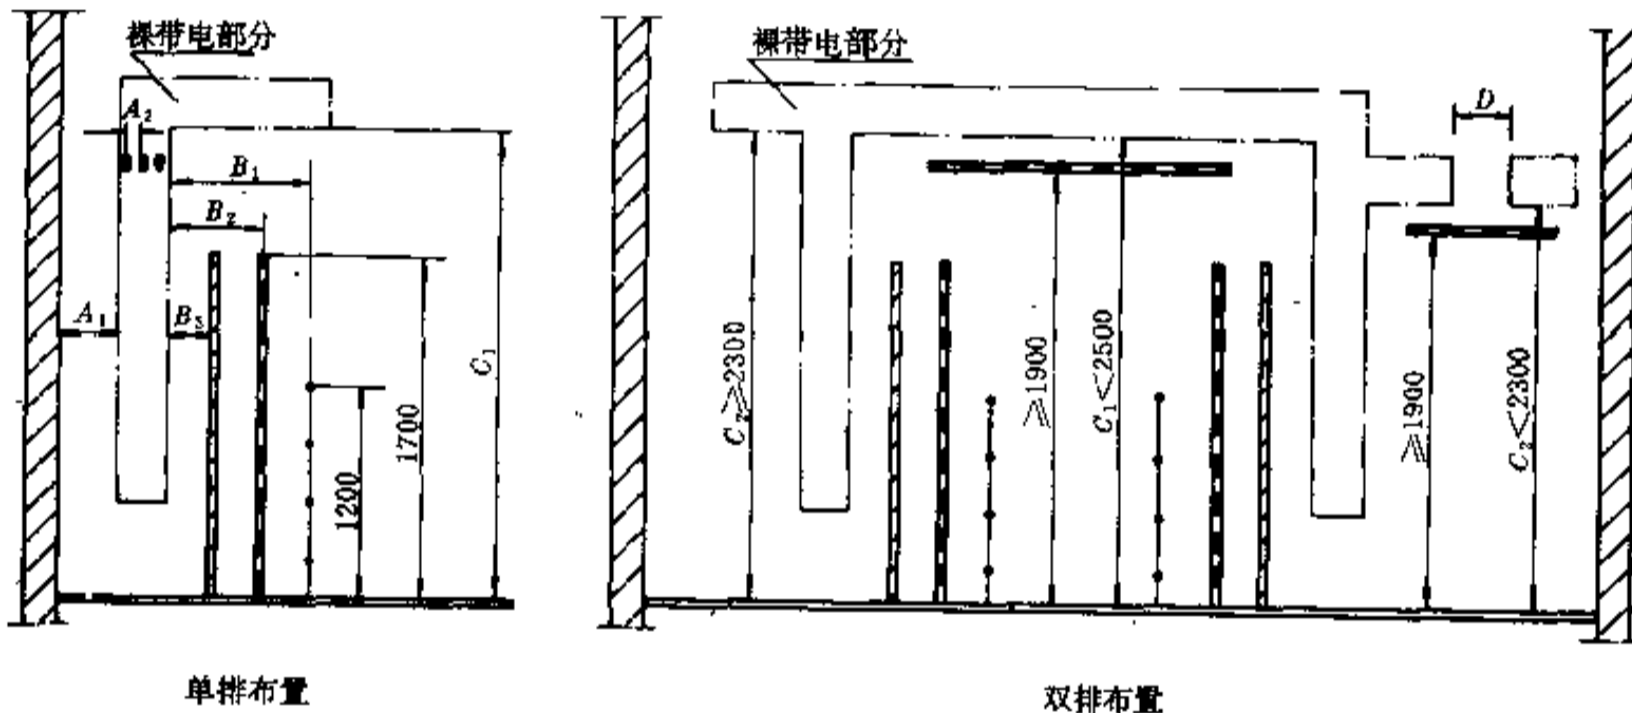 裸带电部分
A₂
B₁
B₂
A₁
B₃
C₁
1200
1700
单排布置
裸带电部分
D
C₂≥2300
≥1900
C₁<2500
≥1900
C₂<2300
双排布置